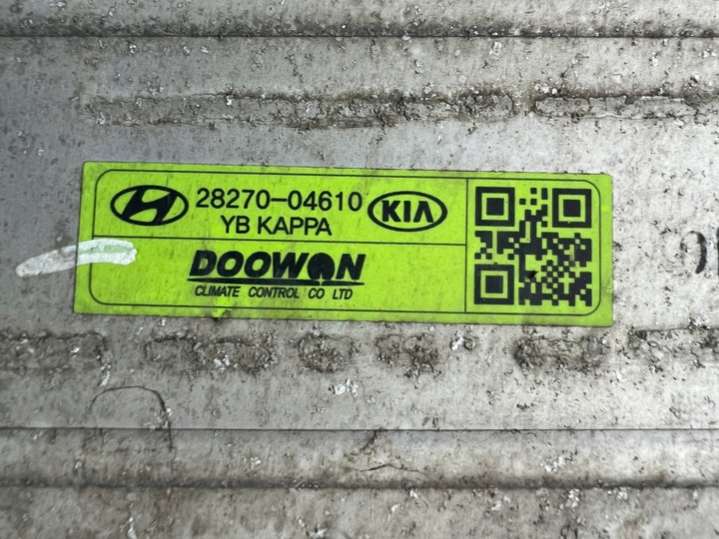 28270-04610
KIA
YB KAPPA
DOOWON
CLIMATE CONTROL CO LTD